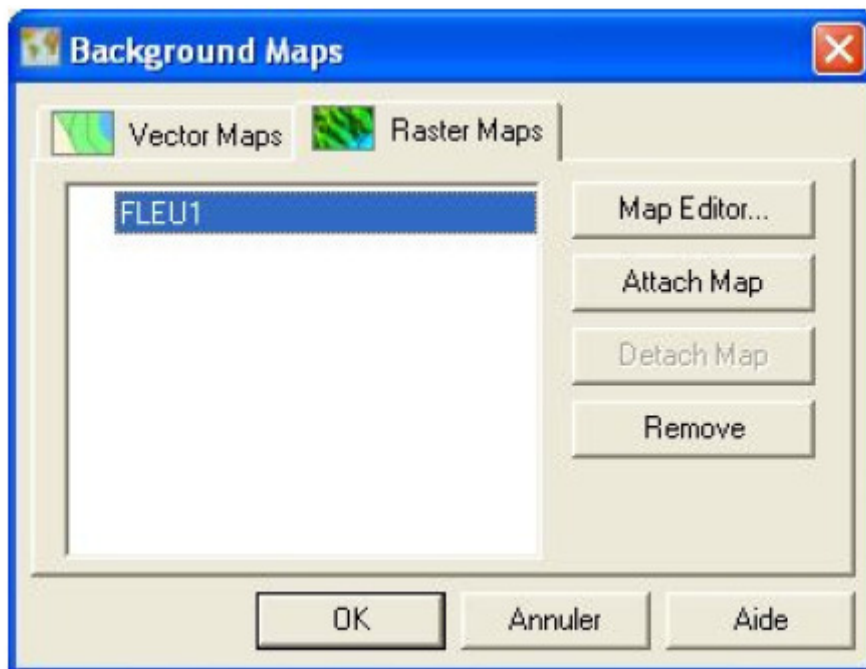 Background Maps
Vector Maps
Raster Maps
FLEU1
Map Editor...
Attach Map
Detach Map
Remove
OK
Annuler
Aide